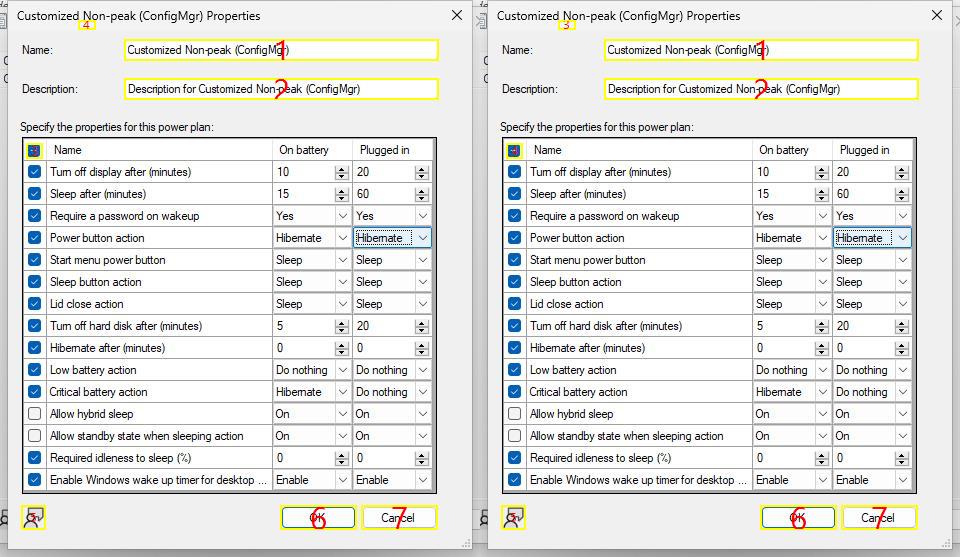 Customized Non-peak (ConfigMgr) Properties
4
Name: Customized Non-peak (ConfigMgr) 1
Description: Description for Customized Non-peak (ConfigMgr) 2
Specify the properties for this power plan:
Name On battery Plugged in
Turn off display after (minutes) 10 20
Sleep after (minutes) 15 60
Require a password on wakeup Yes Yes
Power button action Hibernate Hibernate
Start menu power button Sleep Sleep
Sleep button action Sleep Sleep
Lid close action Sleep Sleep
Turn off hard disk after (minutes) 5 20
Hibernate after (minutes) 0 0
Low battery action Do nothing Do nothing
Critical battery action Hibernate Do nothing
Allow hybrid sleep On On
Allow standby state when sleeping action On On
Required idleness to sleep (%) 0 0
Enable Windows wake up timer for desktop ... Enable Enable
OK 6 Cancel 7
Customized Non-peak (ConfigMgr) Properties
3
Name: Customized Non-peak (ConfigMgr) 1
Description: Description for Customized Non-peak (ConfigMgr) 2
Specify the properties for this power plan:
Name On battery Plugged in
Turn off display after (minutes) 10 20
Sleep after (minutes) 15 60
Require a password on wakeup Yes Yes
Power button action Hibernate Hibernate
Start menu power button Sleep Sleep
Sleep button action Sleep Sleep
Lid close action Sleep Sleep
Turn off hard disk after (minutes) 5 20
Hibernate after (minutes) 0 0
Low battery action Do nothing Do nothing
Critical battery action Hibernate Do nothing
Allow hybrid sleep On On
Allow standby state when sleeping action On On
Required idleness to sleep (%) 0 0
Enable Windows wake up timer for desktop ... Enable Enable
OK 6 Cancel 7